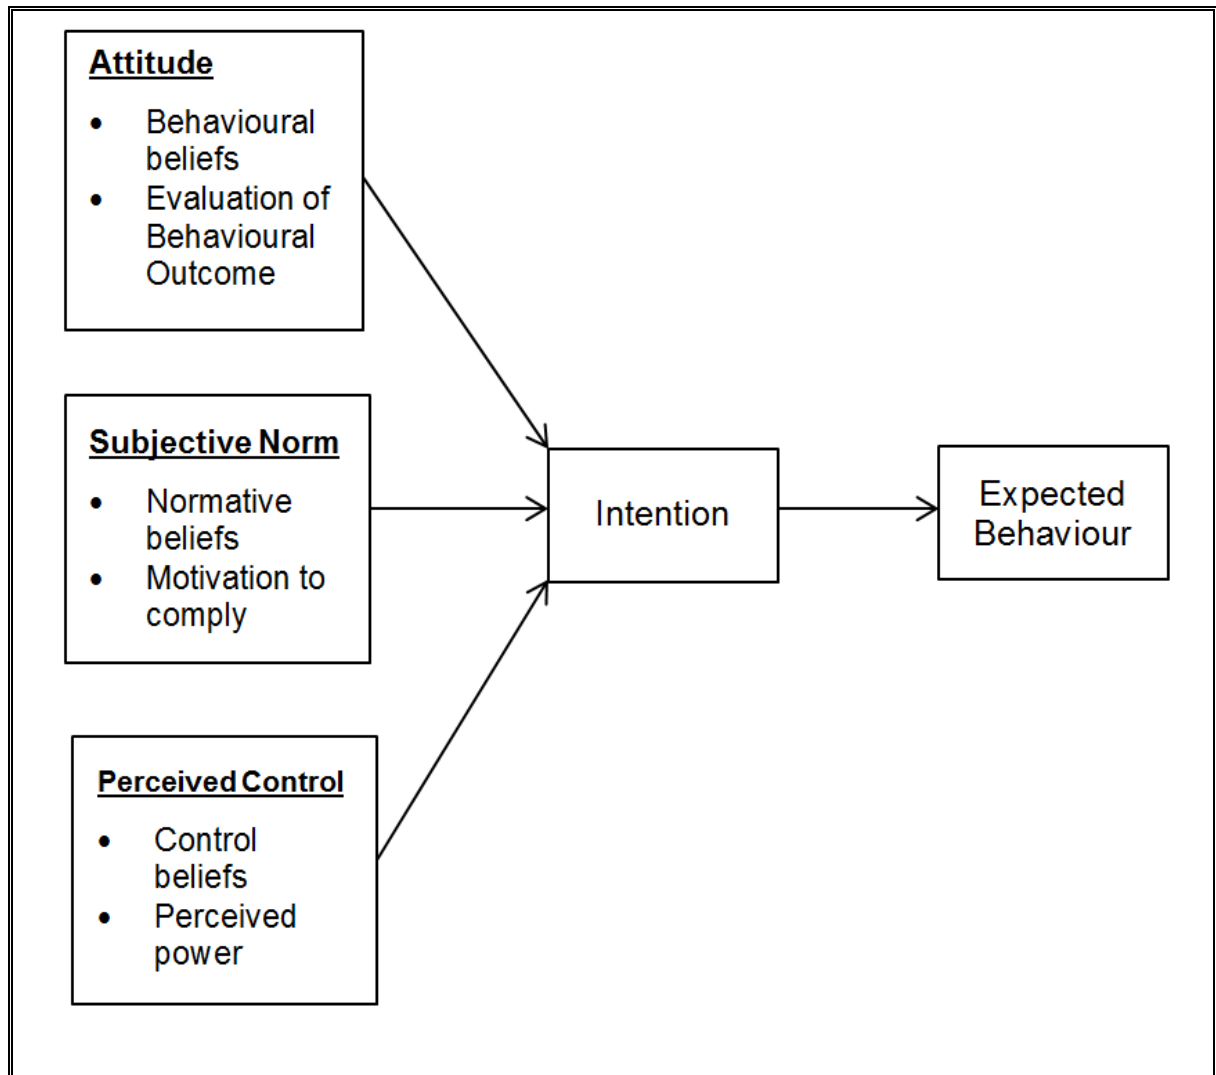 Attitude
• Behavioural
beliefs
• Evaluation of
Behavioural
Outcome
Subjective Norm
• Normative
beliefs
• Motivation to
comply
Perceived Control
• Control
beliefs
• Perceived
power
Intention
Expected
Behaviour